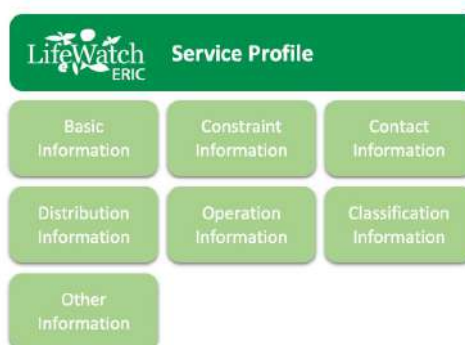 LifeWatch
ERIC
Service Profile
Basic
Information
Constraint
Information
Contact
Information
Distribution
Information
Operation
Information
Classification
Information
Other
Information